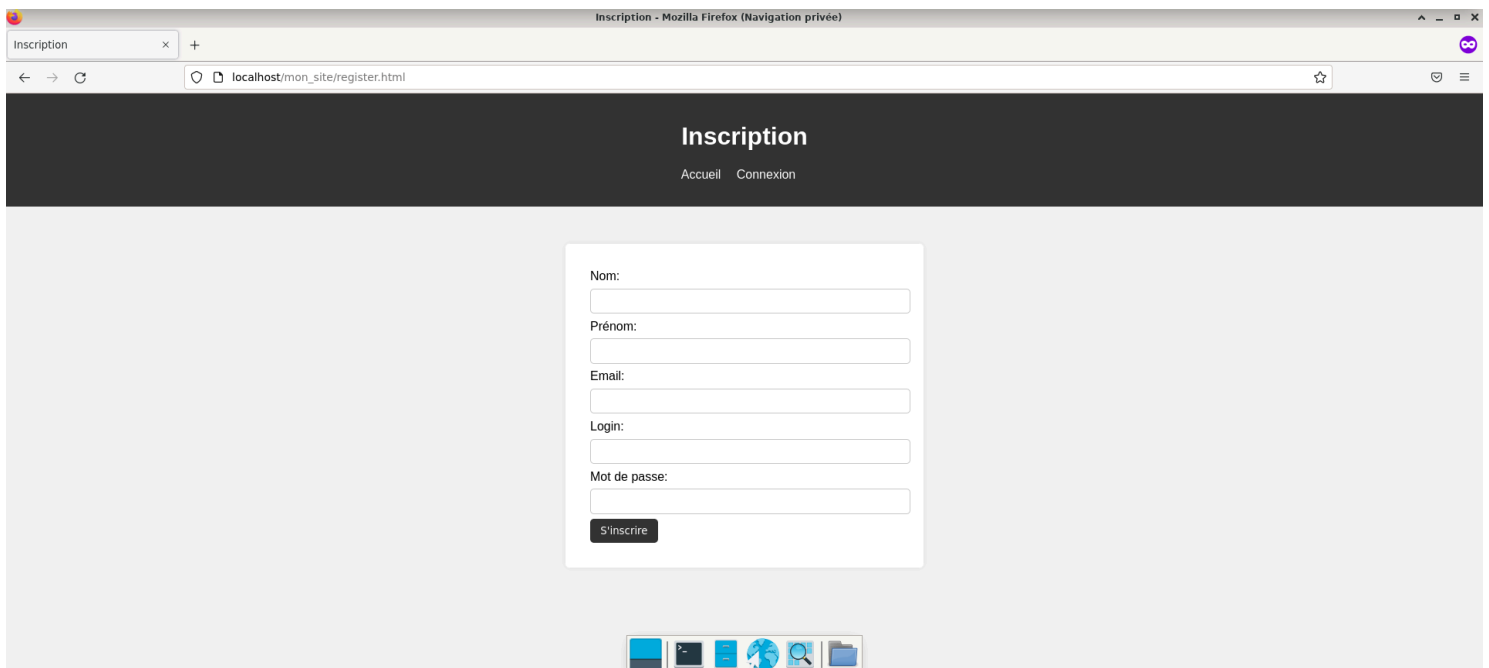 Inscription - Mozilla Firefox (Navigation privée)
Inscription
localhost/mon_site/register.html
Inscription
Accueil Connexion
Nom:
Prénom:
Email:
Login:
Mot de passe:
S'inscrire